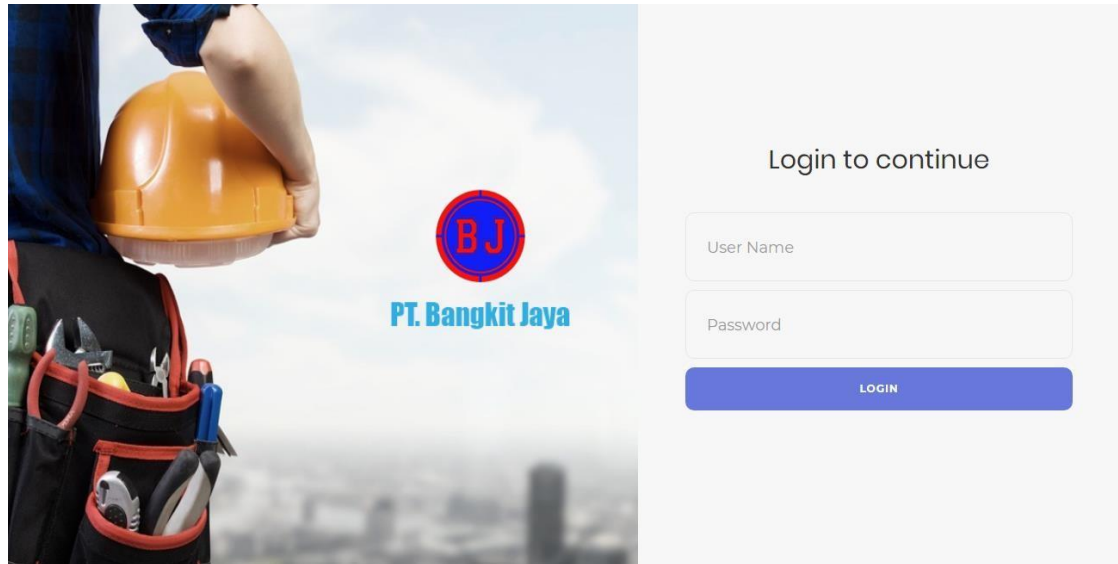 BJ
PT. Bangkit Jaya
Login to continue
User Name
Password
LOGIN